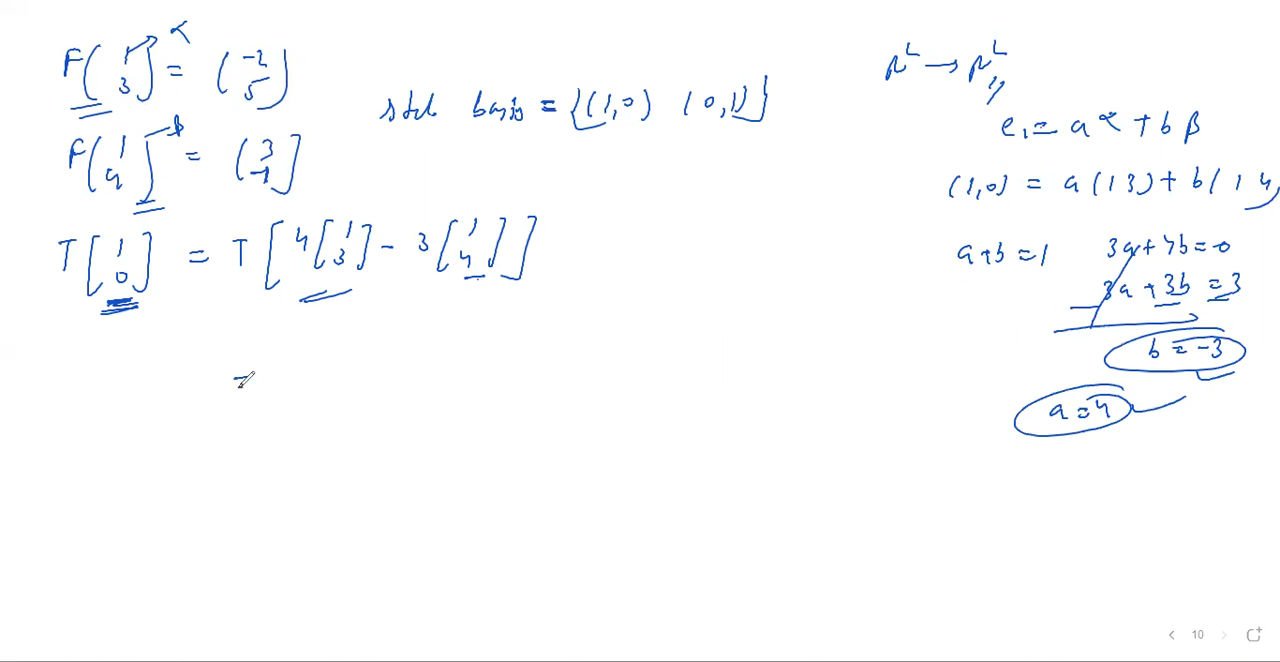 F(1 3] = (-2 5) α
F(1 4] = (3 -1] β
std basis = {(1,0) (0,1)}
T[1 0] = T[4[1 3] - 3[1 4]]
=
R² → R²
e₁ = aα + bβ
(1,0) = a(1 3) + b(1 4)
a+b=1 3a+4b=0
3a+3b=3
b=-3
a=4
10